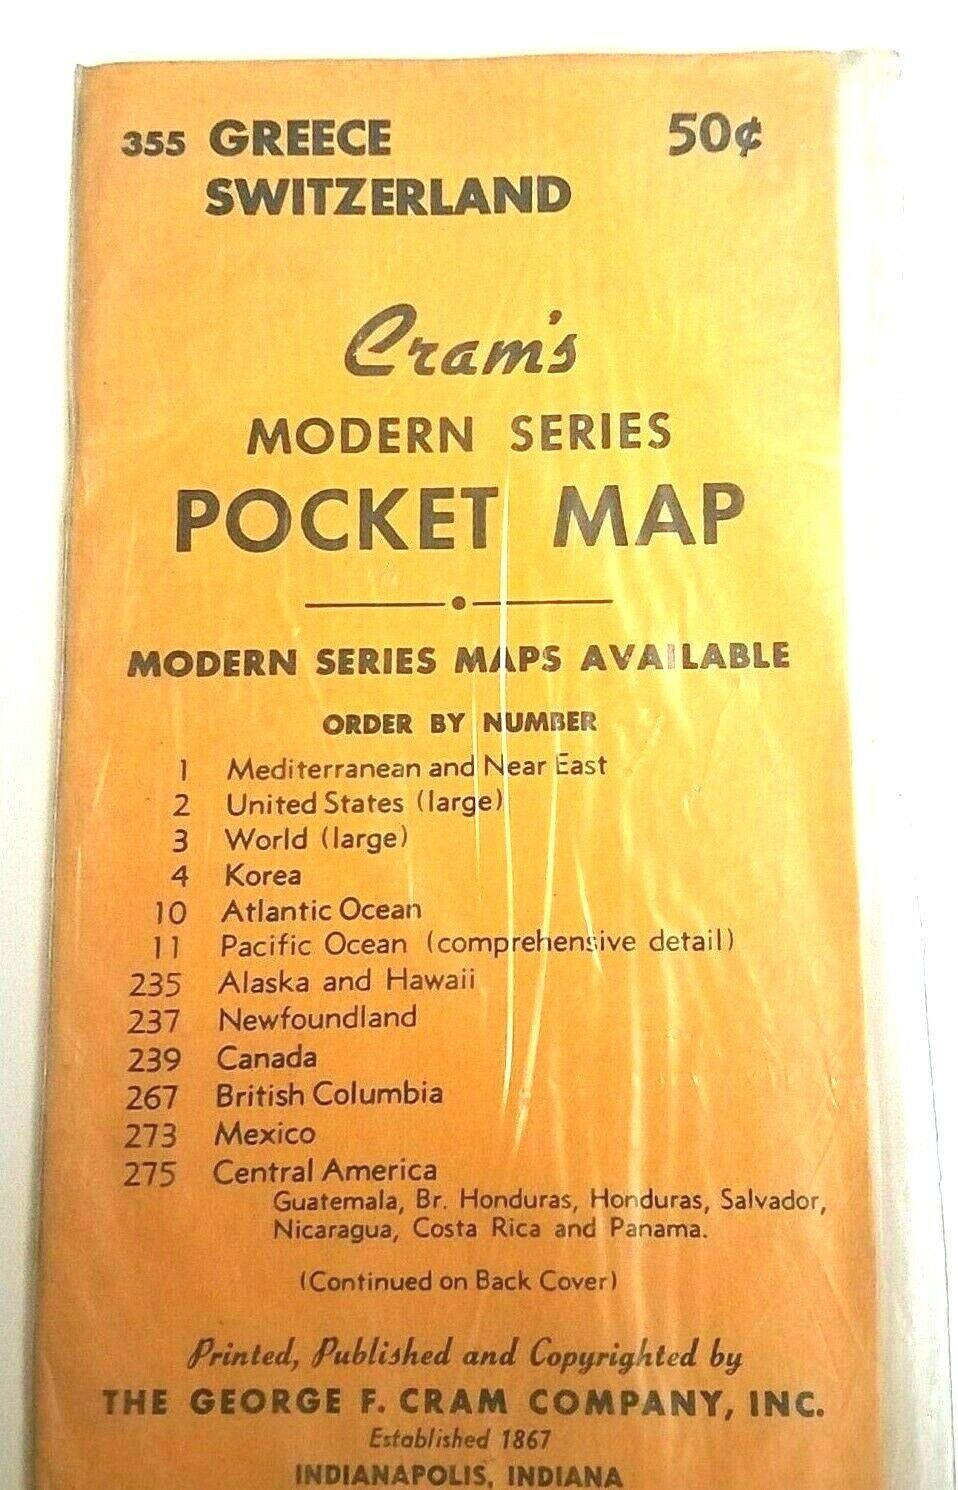 355 GREECE 50¢
SWITZERLAND
Cram's
MODERN SERIES
POCKET MAP
MODERN SERIES MAPS AVAILABLE
ORDER BY NUMBER
1 Mediterranean and Near East
2 United States (large)
3 World (large)
4 Korea
10 Atlantic Ocean
11 Pacific Ocean (comprehensive detail)
235 Alaska and Hawaii
237 Newfoundland
239 Canada
267 British Columbia
273 Mexico
275 Central America
Guatemala, Br. Honduras, Honduras, Salvador,
Nicaragua, Costa Rica and Panama.
(Continued on Back Cover)
Printed, Published and Copyrighted by
THE GEORGE F. CRAM COMPANY, INC.
Established 1867
INDIANAPOLIS, INDIANA